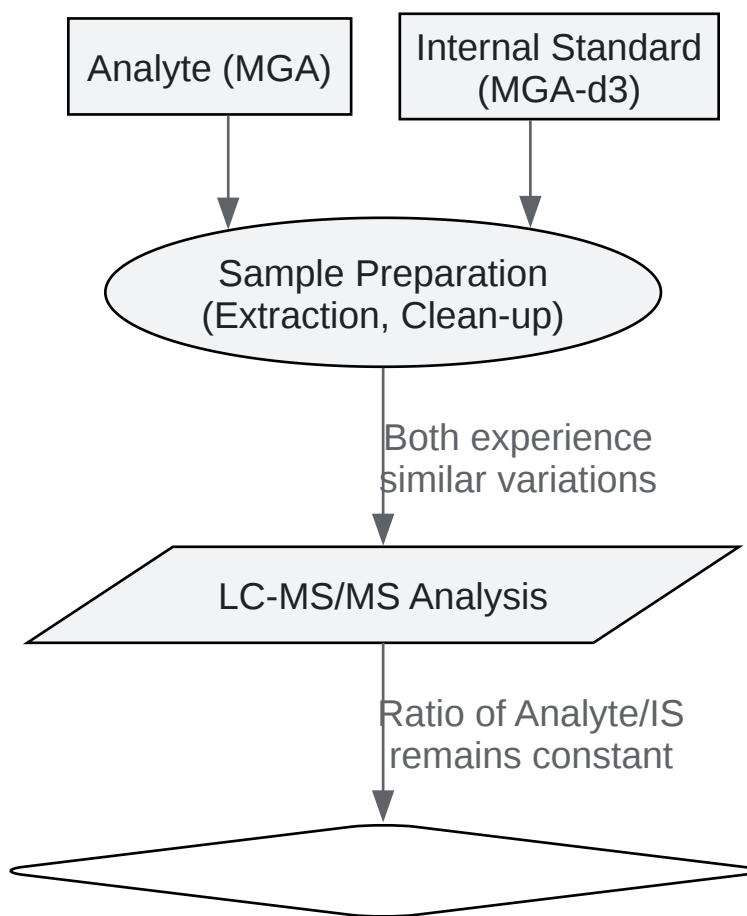 Analyte (MGA)
Internal Standard
(MGA-d3)
Sample Preparation
(Extraction, Clean-up)
Both experience
similar variations
LC-MS/MS Analysis
Ratio of Analyte/IS
remains constant